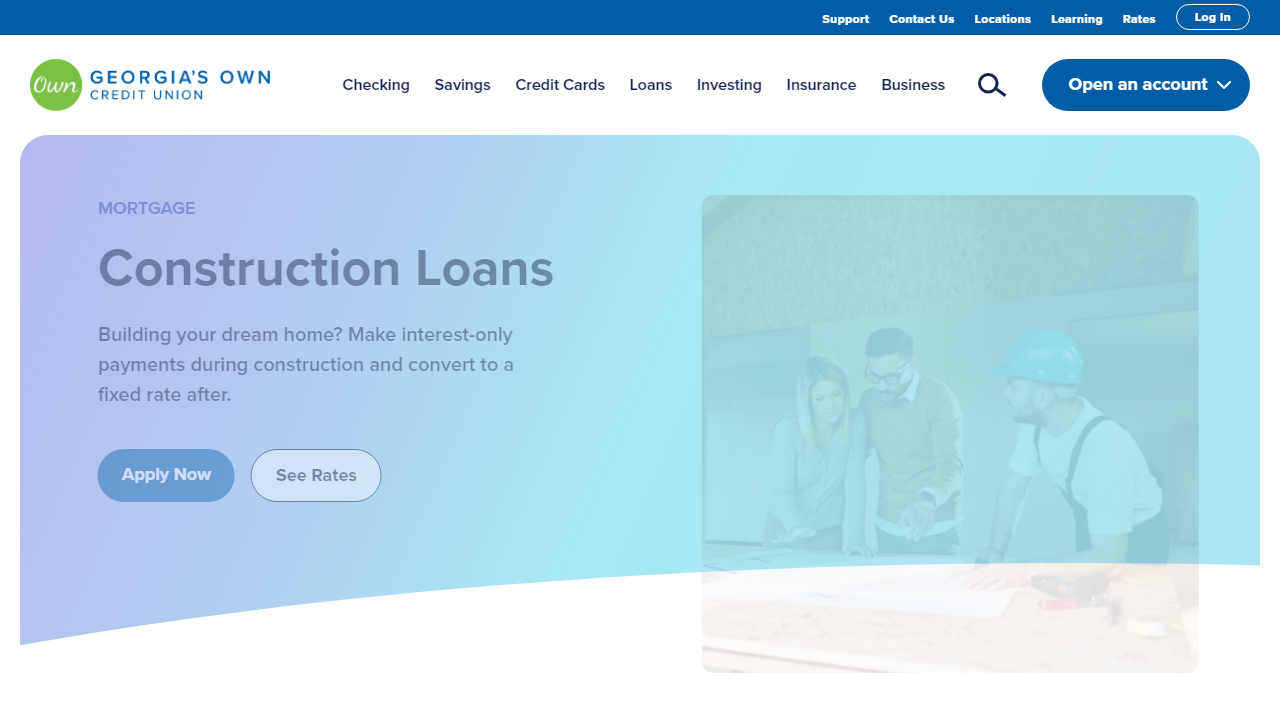 Support Contact Us Locations Learning Rates Log In
Own GEORGIA'S OWN
CREDIT UNION
Checking Savings Credit Cards Loans Investing Insurance Business
Open an account
MORTGAGE
Construction Loans
Building your dream home? Make interest-only
payments during construction and convert to a
fixed rate after.
Apply Now See Rates